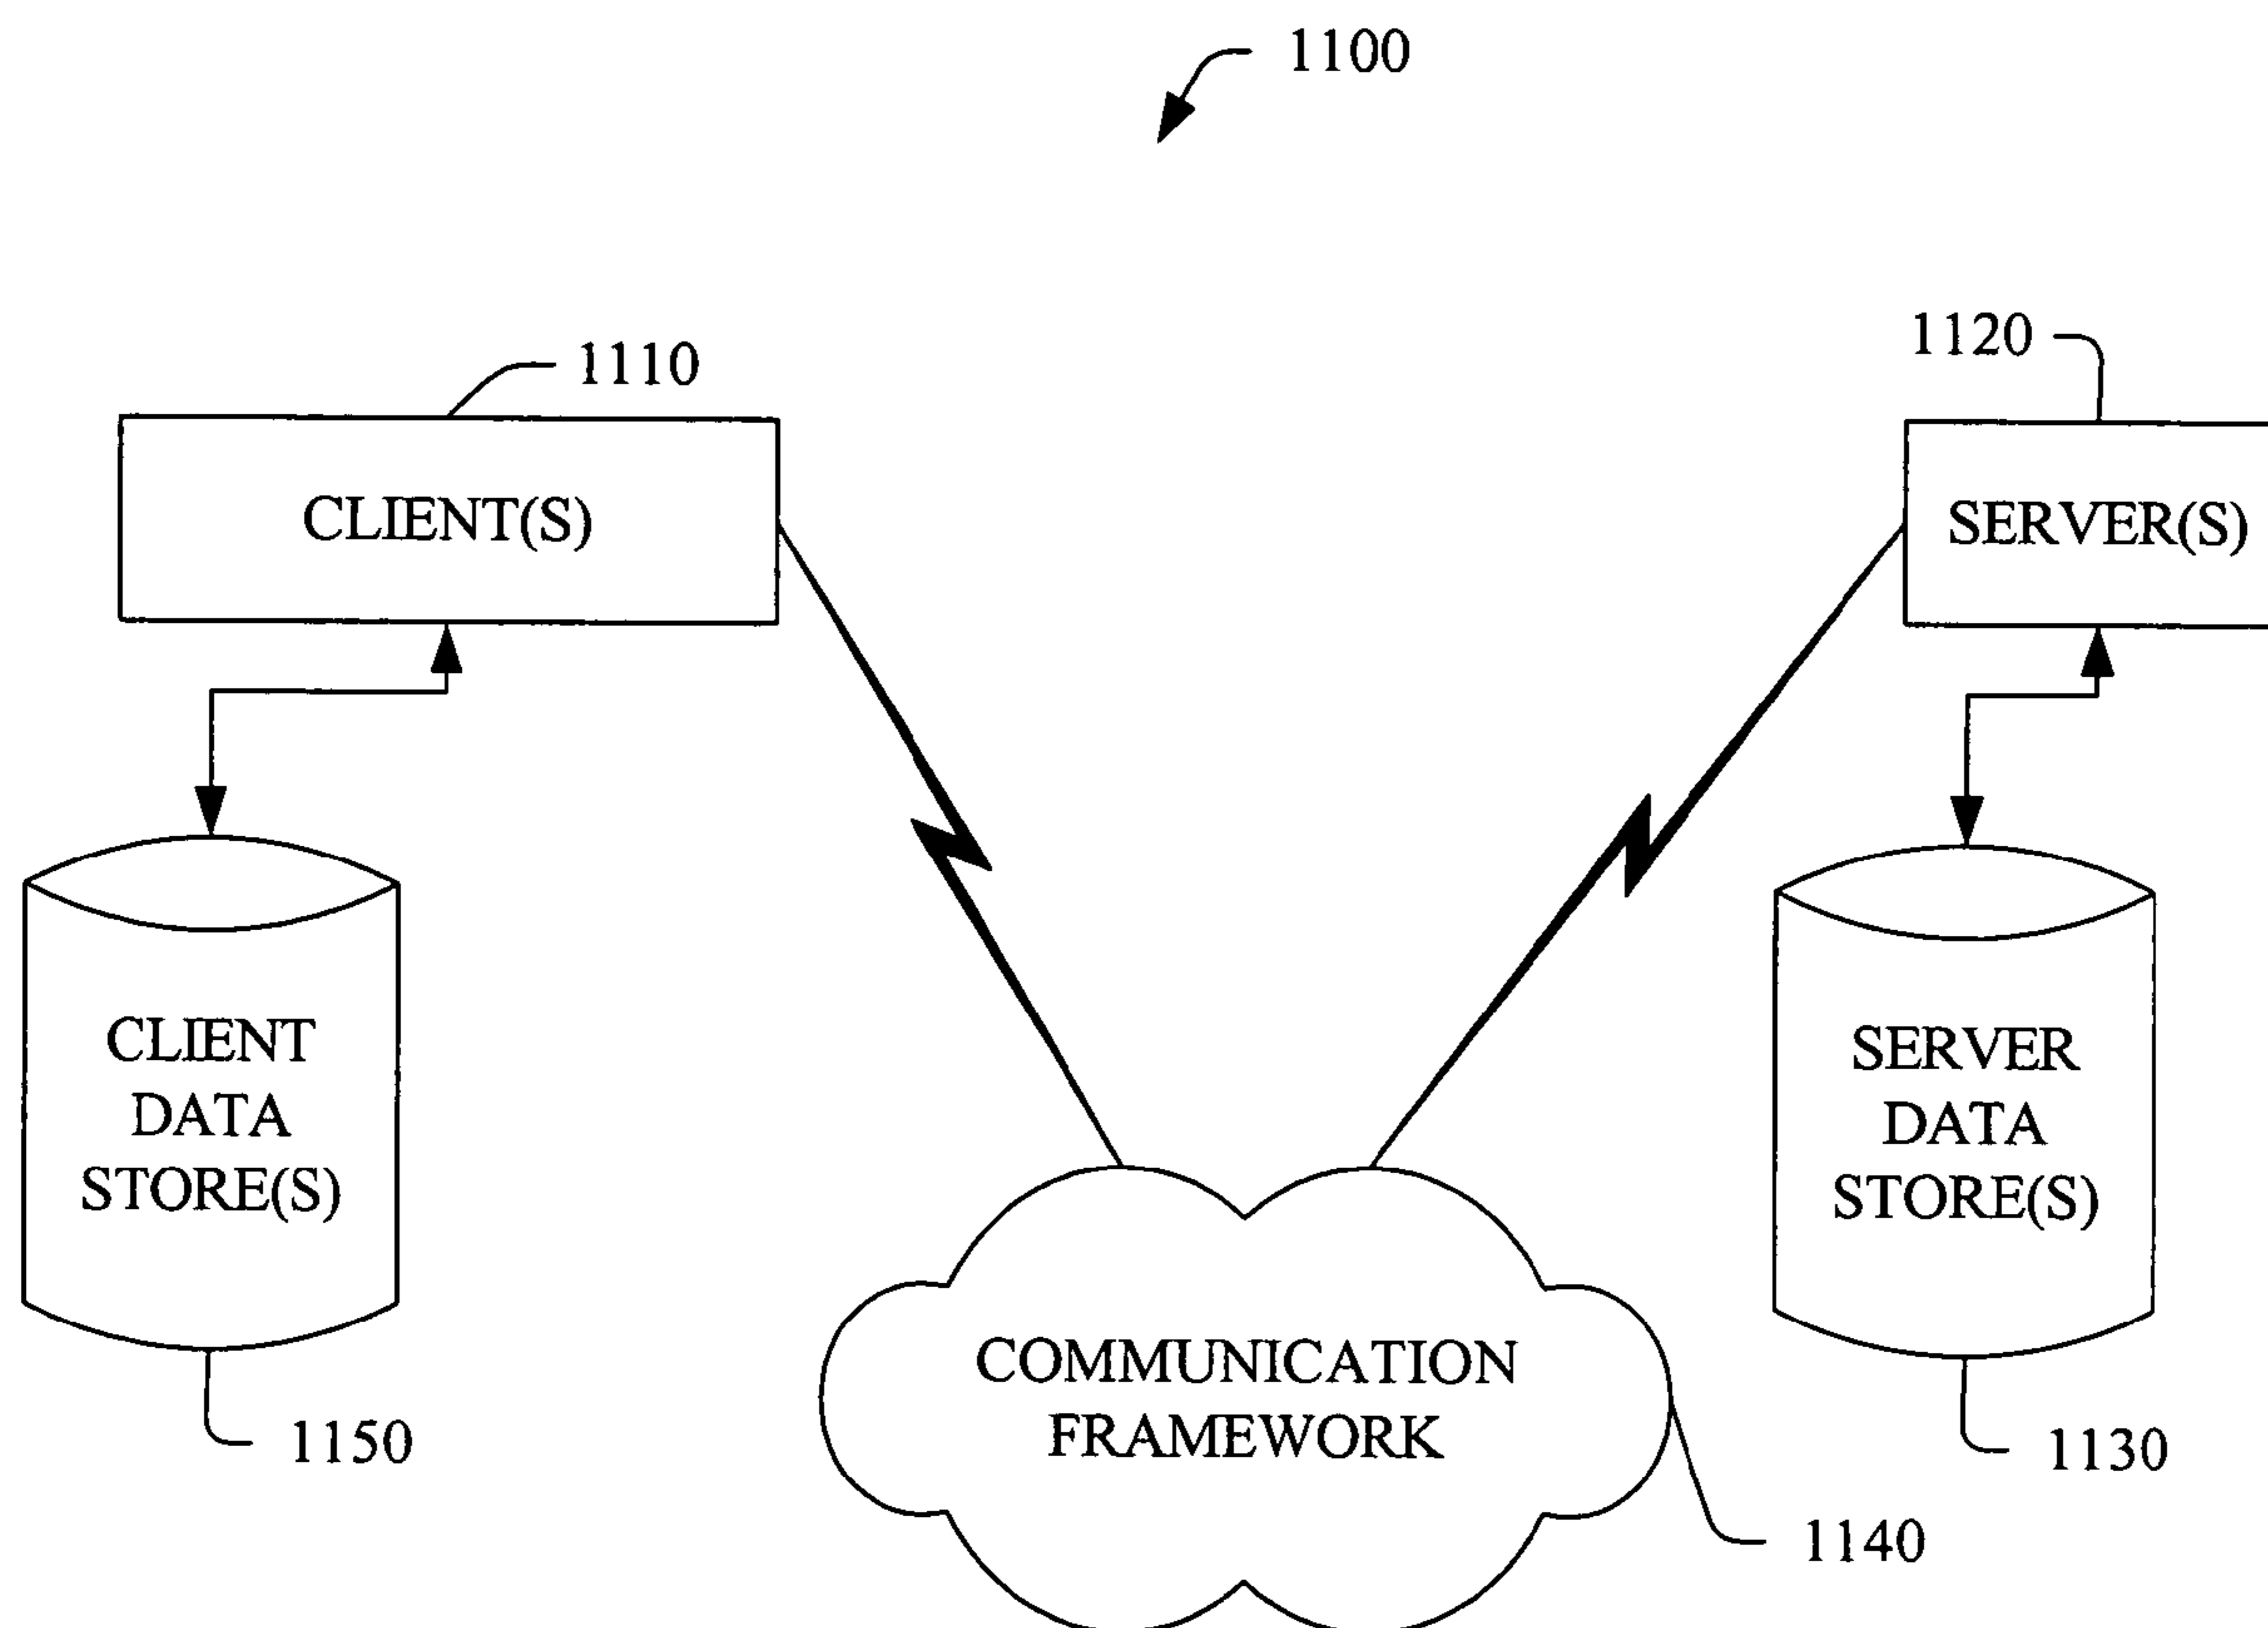 1100
1110
1120
CLIENT(S)
SERVER(S)
CLIENT
DATA
STORE(S)
SERVER
DATA
STORE(S)
COMMUNICATION
FRAMEWORK
1150
1130
1140